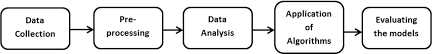 Data
Collection
Pre-
processing
Data
Analysis
Application
of
Algorithms
Evaluating
the models